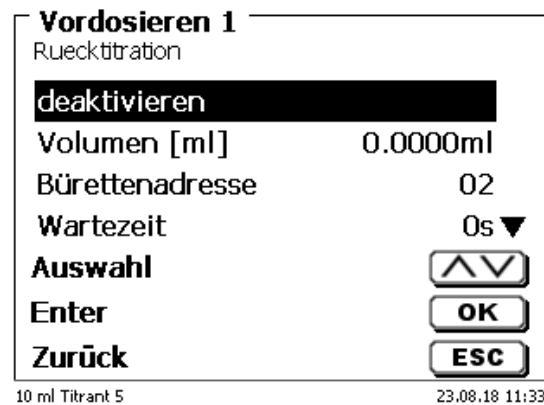 Vordosieren 1
Ruecktitration
deaktivieren
Volumen [ml] 0.0000ml
Bürettenadresse 02
Wartezeit 0s
Auswahl
Enter OK
Zurück ESC
10 ml Titrant 5 23.08.18 11:33